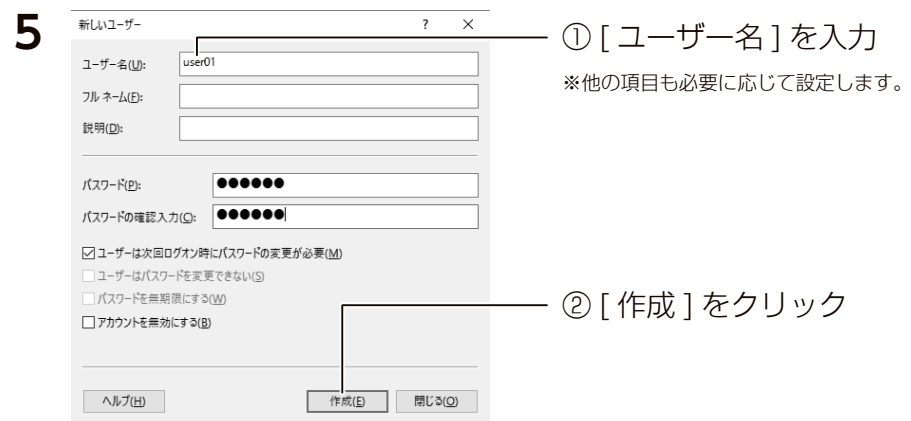 5
新しいユーザー ? ×
ユーザー名(U): user01
フル ネーム(F):
説明(D):
パスワード(P): ●●●●●●
パスワードの確認入力(C): ●●●●●●
ユーザーは次回ログオン時にパスワードの変更が必要(M)
ユーザーはパスワードを変更できない(S)
パスワードを無期限にする(W)
アカウントを無効にする(B)
ヘルプ(H) 作成(E) 閉じる(O)
① [ ユーザー名 ] を入力
※他の項目も必要に応じて設定します。
② [ 作成 ] をクリック